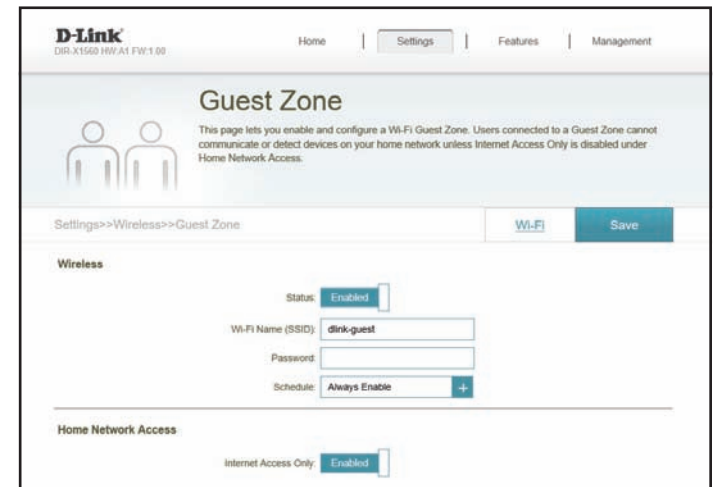 D-Link
DIR-X1560 HW:A1 FW:1.00
Home | Settings | Features | Management
Guest Zone
This page lets you enable and configure a Wi-Fi Guest Zone. Users connected to a Guest Zone cannot
communicate or detect devices on your home network unless Internet Access Only is disabled under
Home Network Access.
Settings>>Wireless>>Guest Zone
Wi-Fi
Save
Wireless
Status: Enabled
Wi-Fi Name (SSID): dlink-guest
Password:
Schedule: Always Enable +
Home Network Access
Internet Access Only: Enabled